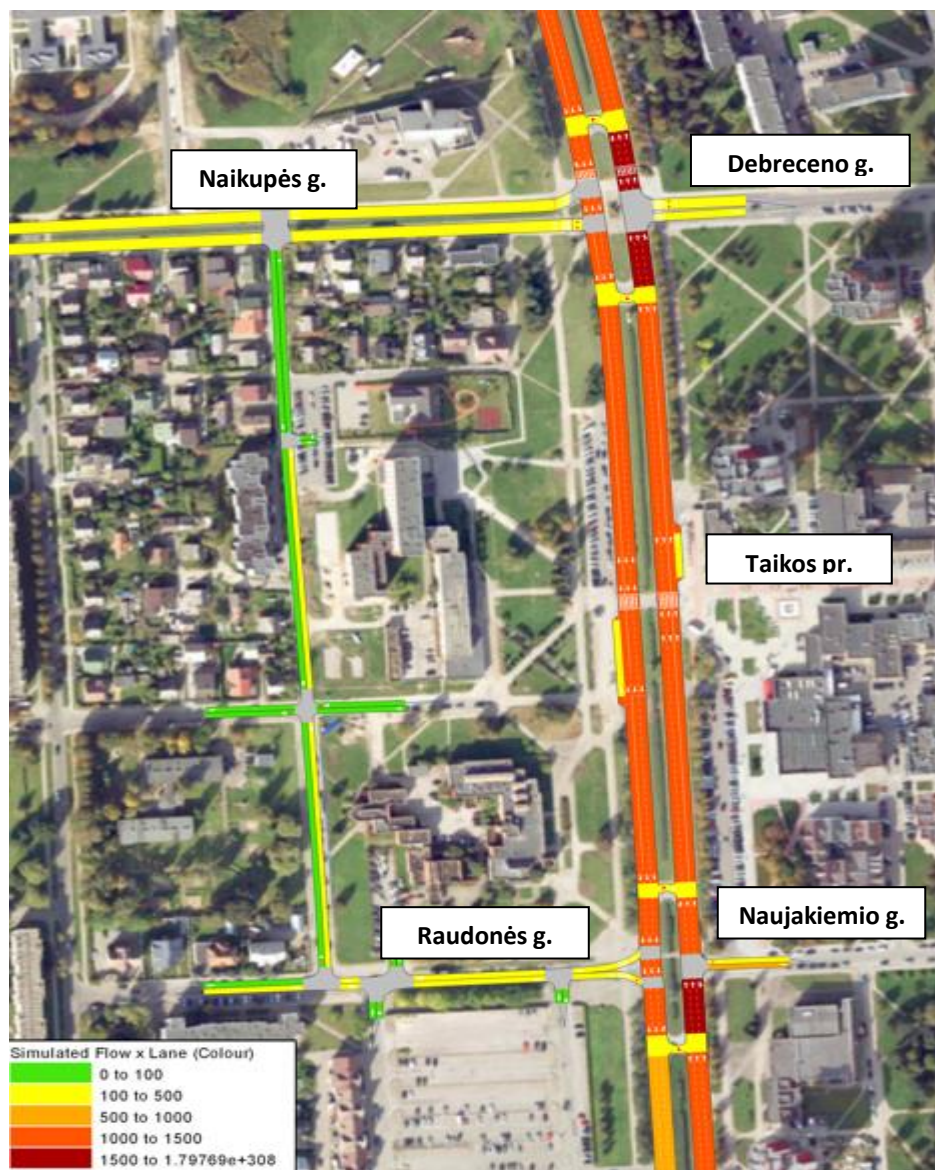 Naikupės g.
Debreceno g.
Taikos pr.
Naujakiemio g.
Raudonės g.
Simulated Flow x Lane (Colour)
0 to 100
100 to 500
500 to 1000
1000 to 1500
1500 to 1.79769e+308